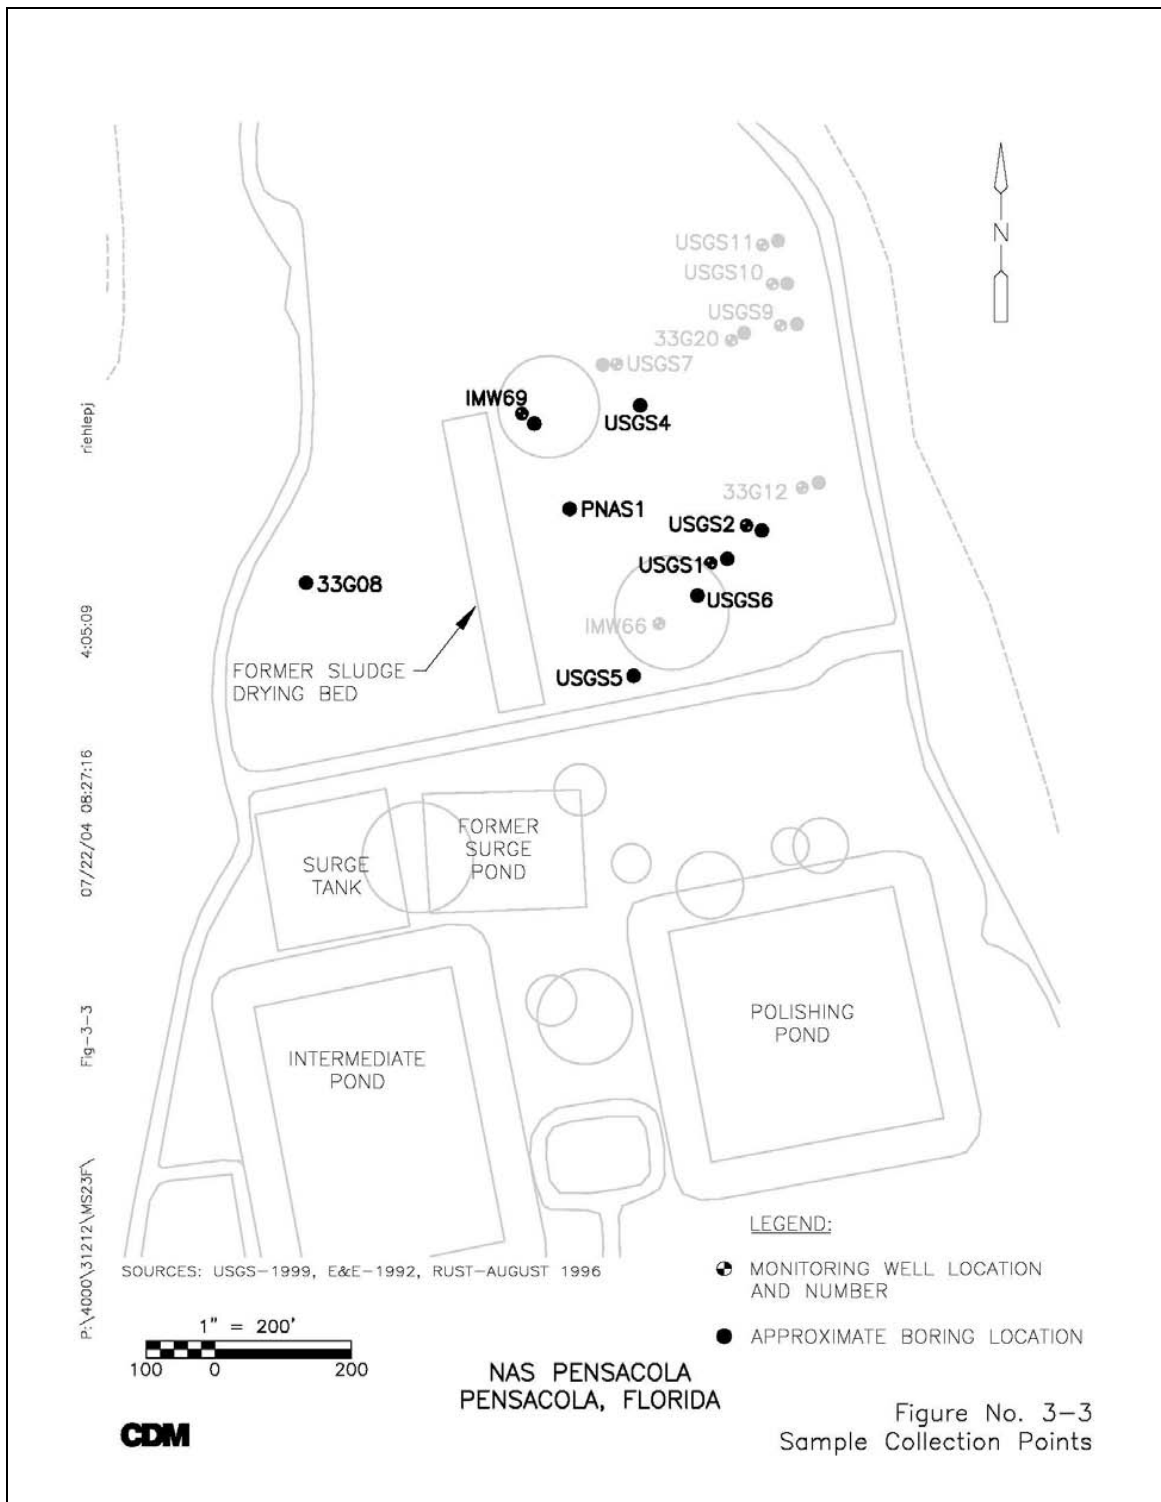 N
USGS11
USGS10
USGS9
33G20
USGS7
IMW69
USGS4
33G12
PNAS1
USGS2
USGS1
33G08
USGS6
IMW66
FORMER SLUDGE
DRYING BED
USGS5
FORMER
SURGE
POND
SURGE
TANK
POLISHING
POND
INTERMEDIATE
POND
riehlepj
4:05:09
07/22/04 08:27:16
Fig-3-3
P:\4000\31212\MS23F\
LEGEND:
MONITORING WELL LOCATION
AND NUMBER
APPROXIMATE BORING LOCATION
SOURCES: USGS-1999, E&E-1992, RUST-AUGUST 1996
1" = 200'
100 0 200
NAS PENSACOLA
PENSACOLA, FLORIDA
CDM
Figure No. 3-3
Sample Collection Points